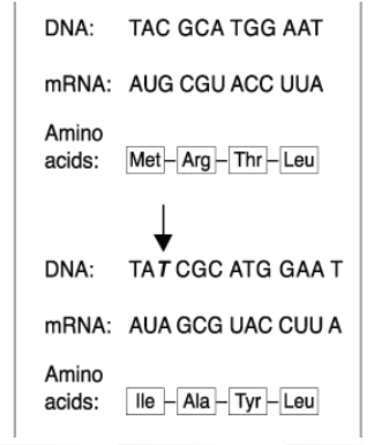 DNA: TAC GCA TGG AAT
mRNA: AUG CGU ACC UUA
Amino
acids: Met Arg Thr Leu
DNA: TAT CGC ATG GAA T
mRNA: AUA GCG UAC CUU A
Amino
acids: Ile Ala Tyr Leu